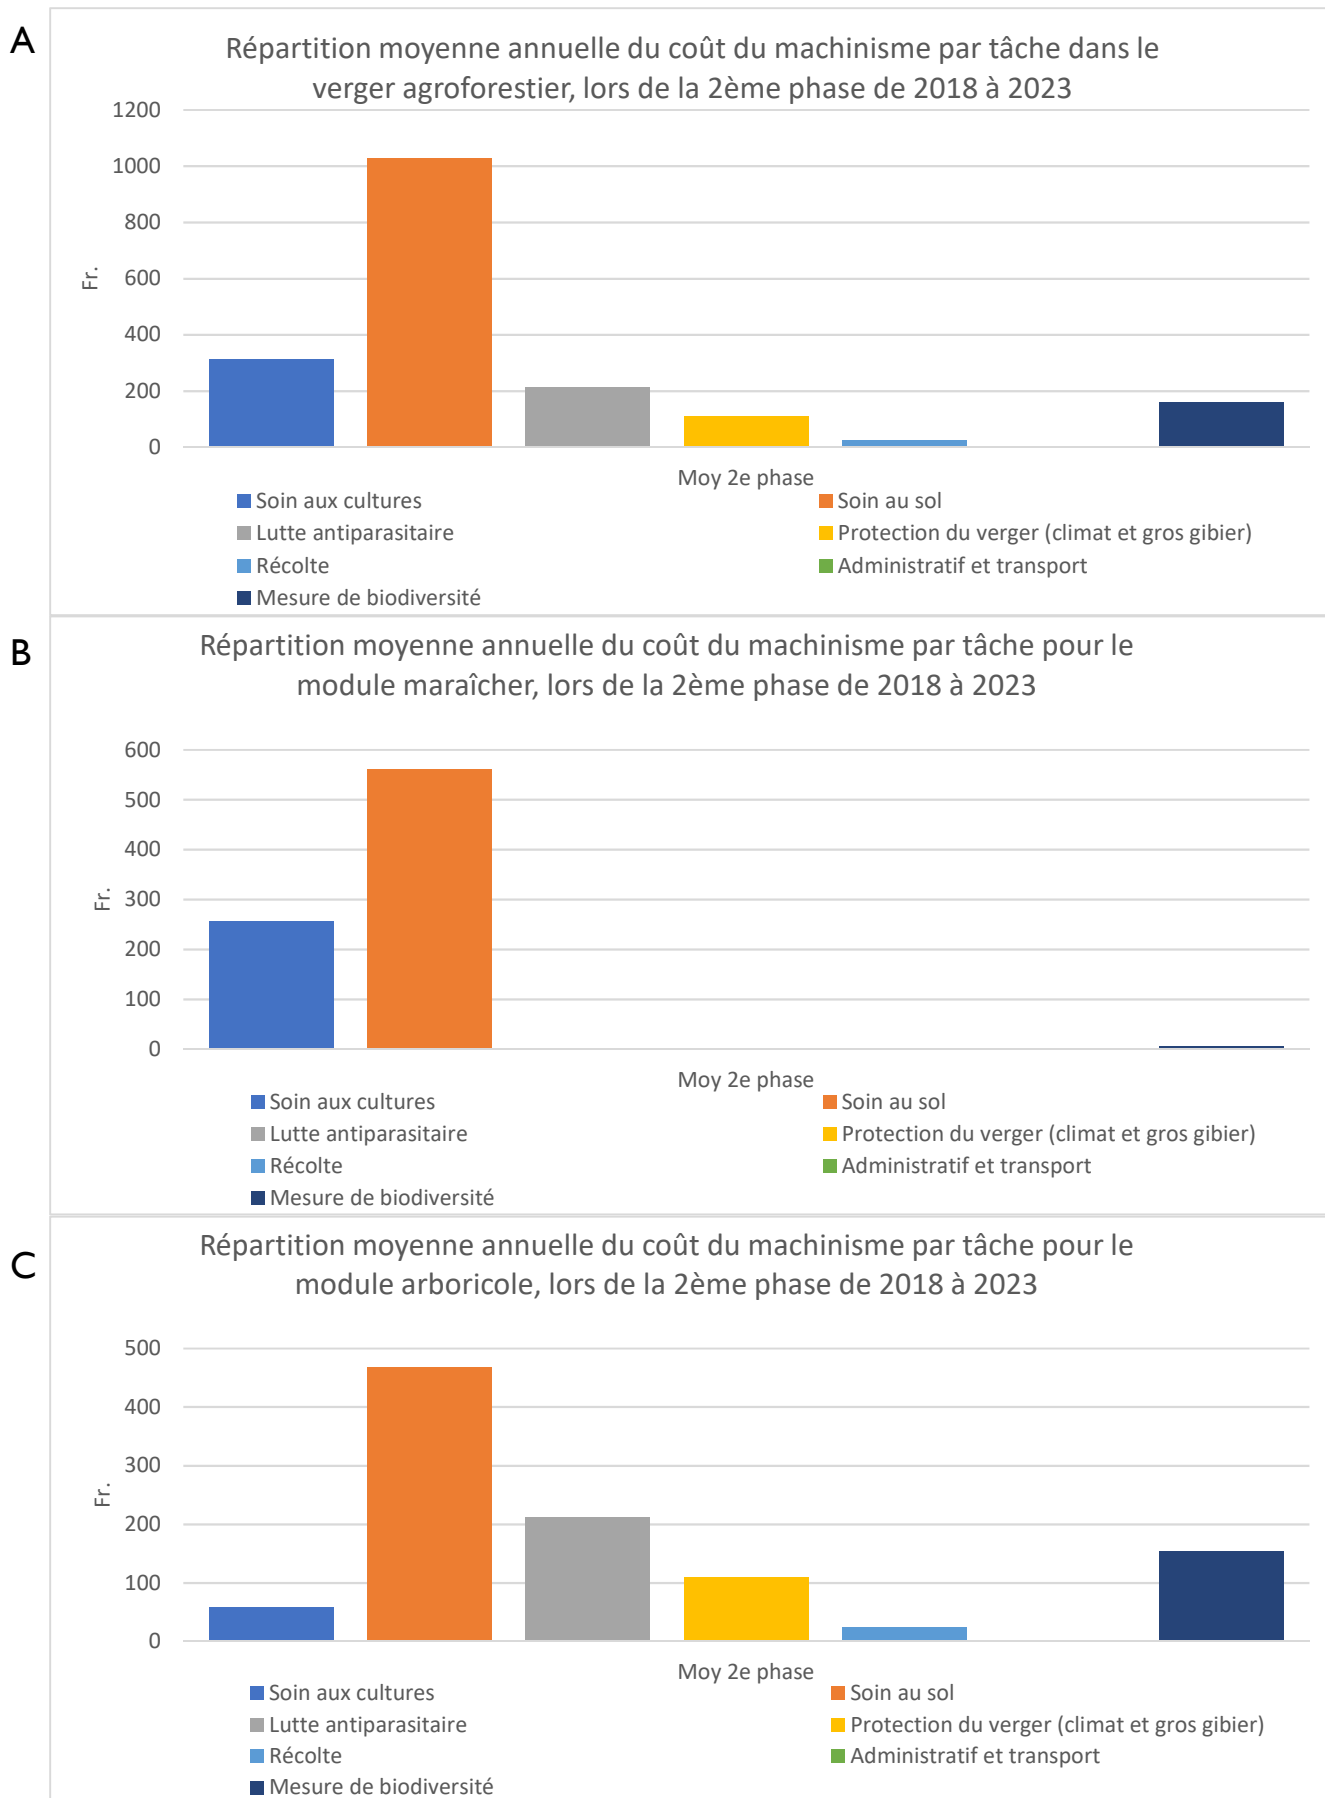 A
Répartition moyenne annuelle du coût du machinisme par tâche dans le
verger agroforestier, lors de la 2ème phase de 2018 à 2023
1200
1000
800
600
400
200
0
Fr.
Moy 2e phase
Soin aux cultures
Soin au sol
Lutte antiparasitaire
Protection du verger (climat et gros gibier)
Récolte
Administratif et transport
Mesure de biodiversité
B
Répartition moyenne annuelle du coût du machinisme par tâche pour le
module maraîcher, lors de la 2ème phase de 2018 à 2023
600
500
400
300
200
100
0
Fr.
Moy 2e phase
Soin aux cultures
Soin au sol
Lutte antiparasitaire
Protection du verger (climat et gros gibier)
Récolte
Administratif et transport
Mesure de biodiversité
C
Répartition moyenne annuelle du coût du machinisme par tâche pour le
module arboricole, lors de la 2ème phase de 2018 à 2023
500
400
300
200
100
0
Fr.
Moy 2e phase
Soin aux cultures
Soin au sol
Lutte antiparasitaire
Protection du verger (climat et gros gibier)
Récolte
Administratif et transport
Mesure de biodiversité